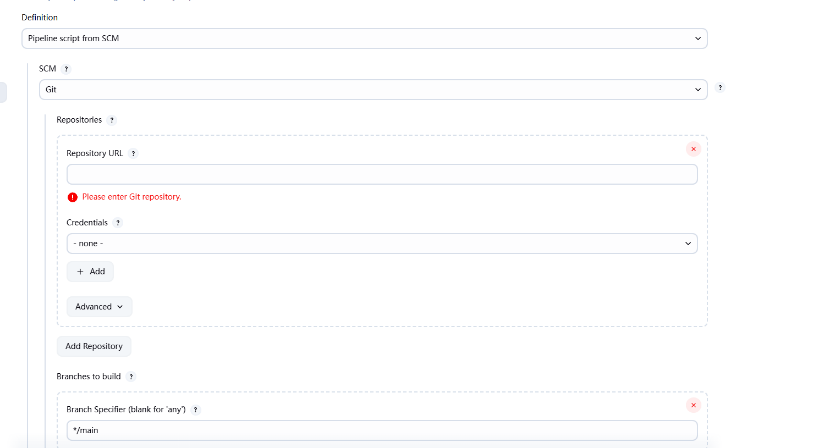 Definition
Pipeline script from SCM
SCM ?
Git
?
Repositories ?
Repository URL ?
Please enter Git repository.
Credentials ?
- none -
+ Add
Advanced
Add Repository
Branches to build ?
Branch Specifier (blank for 'any') ?
*/main